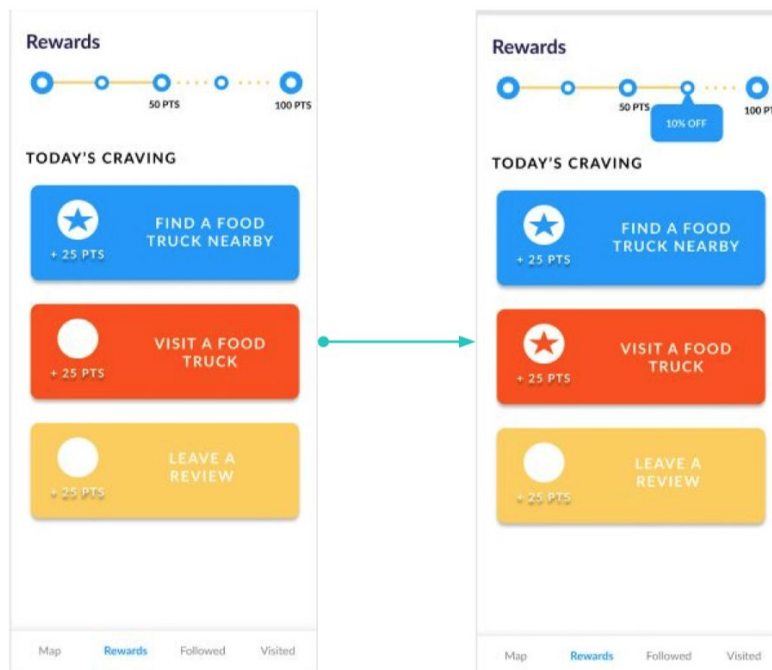 Rewards
50 PTS
100 PTS
TODAY'S CRAVING
+ 25 PTS
FIND A FOOD
TRUCK NEARBY
+ 25 PTS
VISIT A FOOD
TRUCK
+ 25 PTS
LEAVE A
REVIEW
Map Rewards Followed Visited
Rewards
50 PTS
100 PT
10% OFF
TODAY'S CRAVING
+ 25 PTS
FIND A FOOD
TRUCK NEARBY
+ 25 PTS
VISIT A FOOD
TRUCK
+ 25 PTS
LEAVE A
REVIEW
Map Rewards Followed Visited